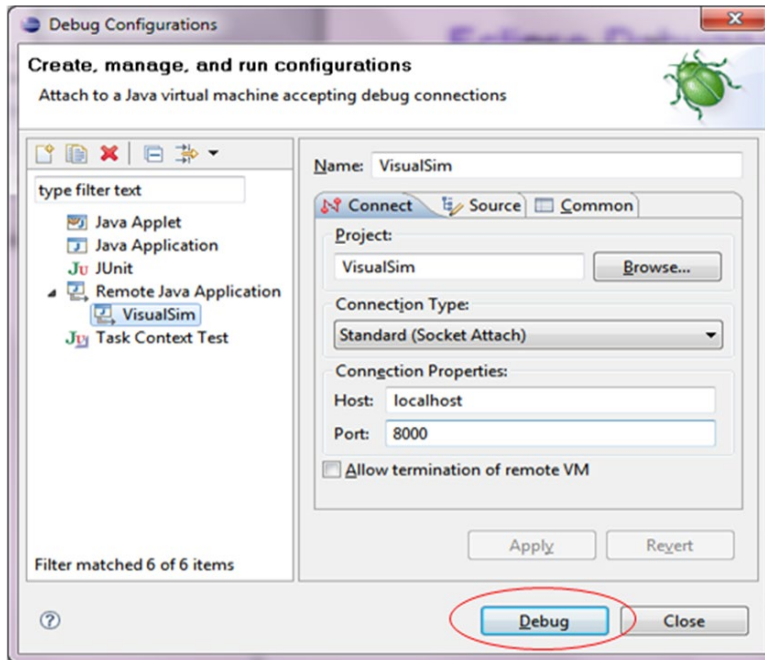 Debug Configurations
Create, manage, and run configurations
Attach to a Java virtual machine accepting debug connections
type filter text
Java Applet
Java Application
JUnit
Remote Java Application
VisualSim
Task Context Test
Filter matched 6 of 6 items
Name: VisualSim
Connect Source Common
Project:
VisualSim Browse...
Connection Type:
Standard (Socket Attach)
Connection Properties:
Host: localhost
Port: 8000
Allow termination of remote VM
Apply Revert
Debug Close